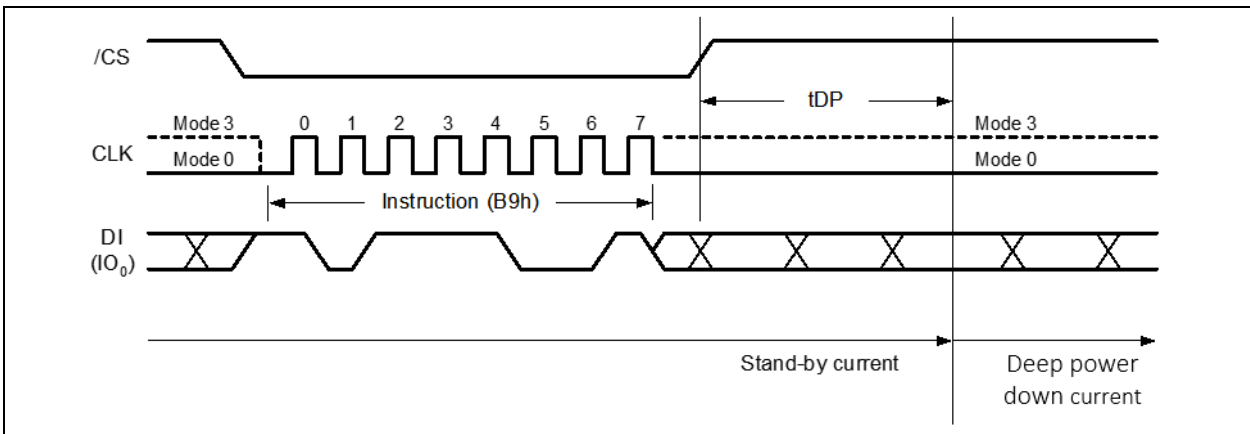 /CS
tDP
Mode 3 0 1 2 3 4 5 6 7 Mode 3
CLK
Mode 0 Mode 0
Instruction (B9h)
DI
(IO0)
Stand-by current Deep power
down current